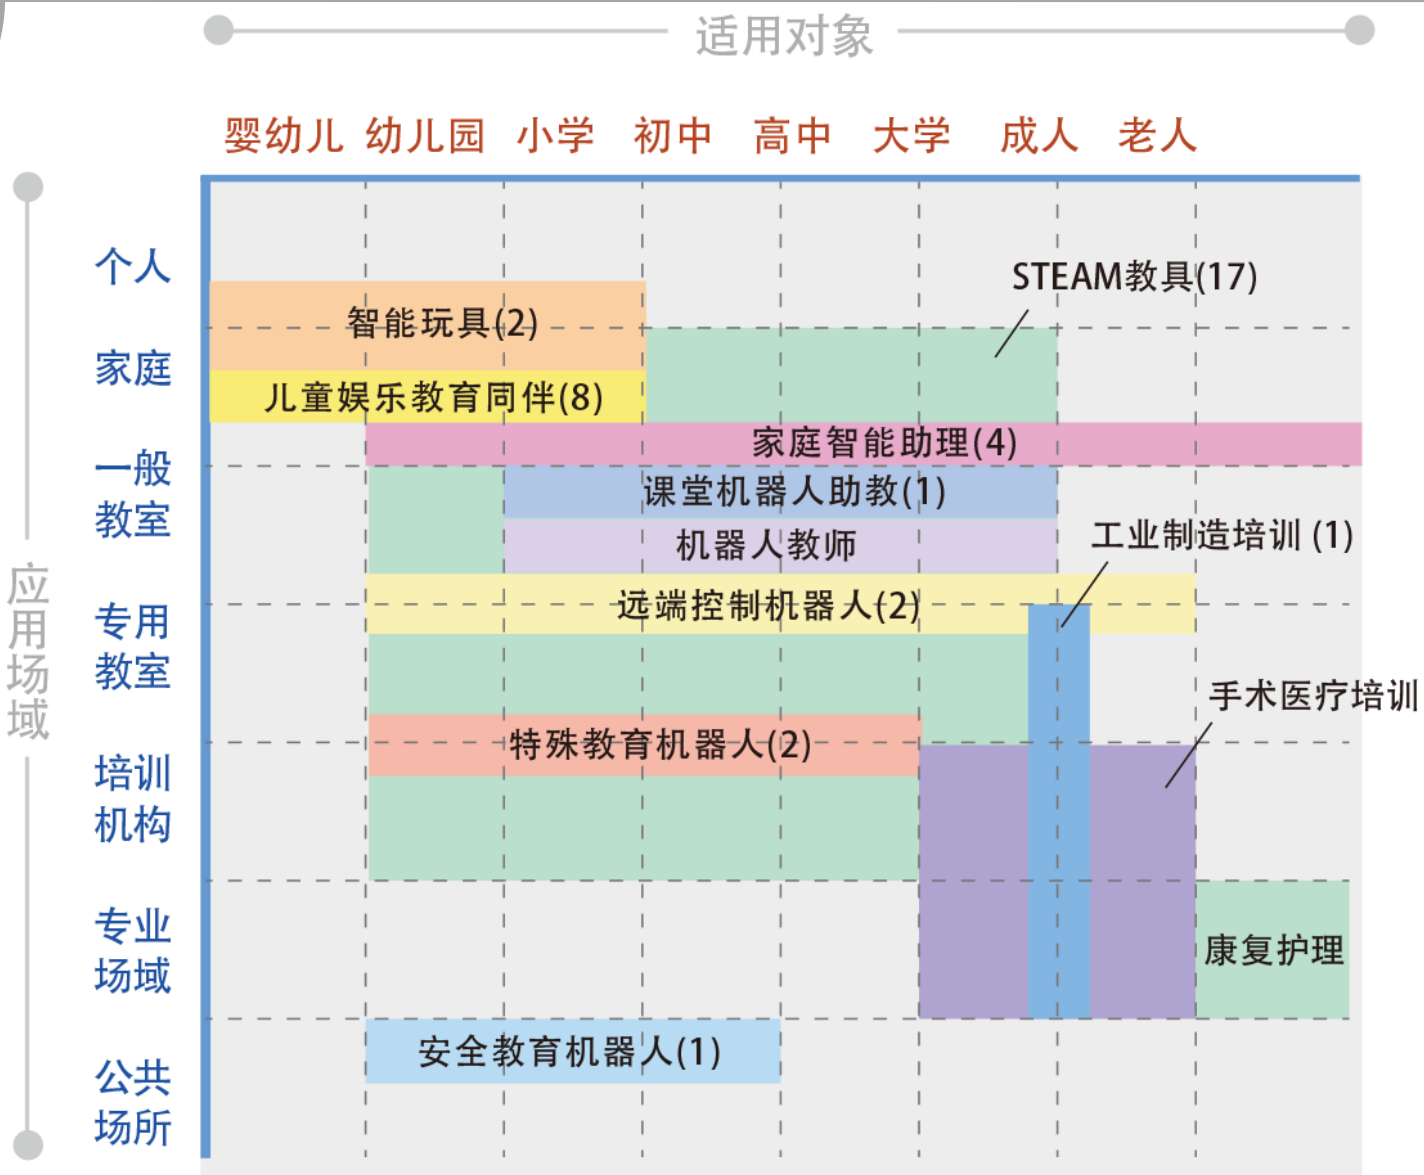 适用对象
婴幼儿 幼儿园 小学 初中 高中 大学 成人 老人
应用场域
个人
家庭
一般
教室
专用
教室
培训
机构
专业
场域
公共
场所
STEAM教具(17)
智能玩具(2)
儿童娱乐教育同伴(8)
家庭智能助理(4)
课堂机器人助教(1)
工业制造培训 (1)
机器人教师
远端控制机器人(2)
手术医疗培训
特殊教育机器人(2)
康复护理
安全教育机器人(1)